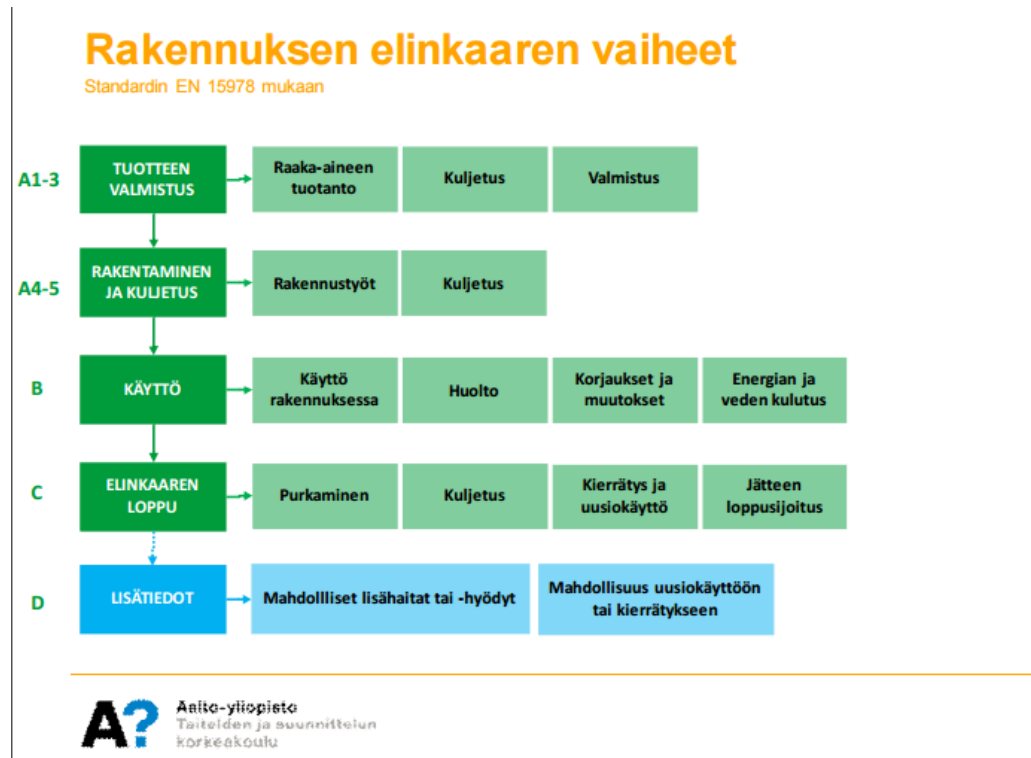 Rakennuksen elinkaaren vaiheet
Standardin EN 15978 mukaan
A1-3
TUOTTEEN
VALMISTUS
Raaka-aineen
tuotanto
Kuljetus
Valmistus
A4-5
RAKENTAMINEN
JA KULJETUS
Rakennustyöt
Kuljetus
B
KÄYTTÖ
Käyttö
rakennuksessa
Huolto
Korjaukset ja
muutokset
Energian ja
veden kulutus
C
ELINKAAREN
LOPPU
Purkaminen
Kuljetus
Kierrätys ja
uusiokäyttö
Jätteen
loppusijoitus
D
LISÄTIEDOT
Mahdollliset lisähaitat tai -hyödyt
Mahdollisuus uusiokäyttöön
tai kierrätykseen
A?
Aalto-yliopisto
Taiteiden ja suunnittelun
korkeakoulu